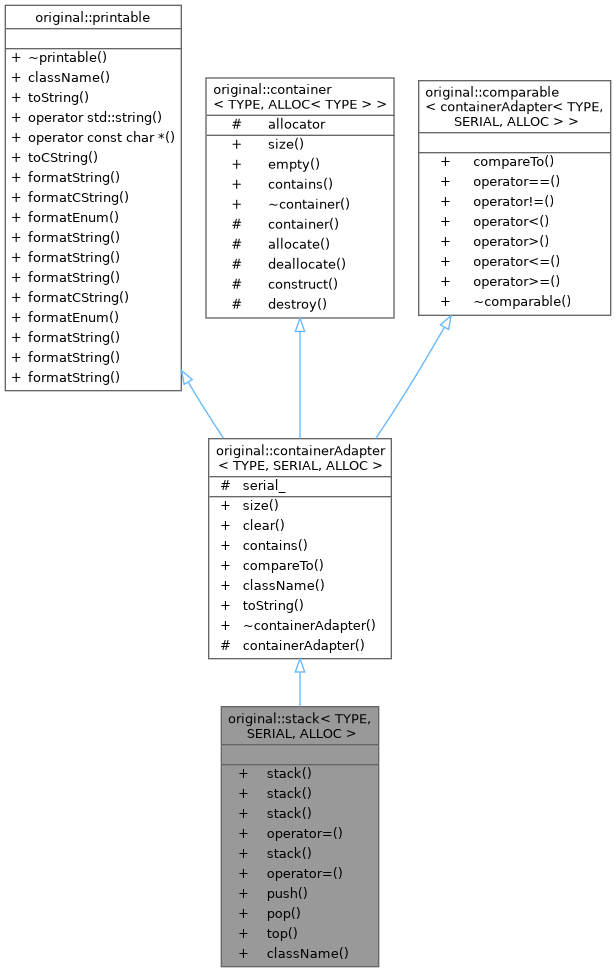 original::printable
+ ~printable()
+ className()
+ toString()
+ operator std::string()
+ operator const char *()
+ toCString()
+ formatString()
+ formatCString()
+ formatEnum()
+ formatString()
+ formatString()
+ formatString()
+ formatCString()
+ formatEnum()
+ formatString()
+ formatString()
+ formatString()
original::container
< TYPE, ALLOC< TYPE > >
# allocator
+ size()
+ empty()
+ contains()
+ ~container()
# container()
# allocate()
# deallocate()
# construct()
# destroy()
original::comparable
< containerAdapter< TYPE,
SERIAL, ALLOC > >
+ compareTo()
+ operator==()
+ operator!=()
+ operator<()
+ operator>()
+ operator<=()
+ operator>=()
+ ~comparable()
original::containerAdapter
< TYPE, SERIAL, ALLOC >
# serial_
+ size()
+ clear()
+ contains()
+ compareTo()
+ className()
+ toString()
+ ~containerAdapter()
# containerAdapter()
original::stack< TYPE,
SERIAL, ALLOC >
+ stack()
+ stack()
+ stack()
+ operator=()
+ stack()
+ operator=()
+ push()
+ pop()
+ top()
+ className()